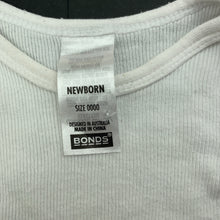 NEWBORN
SIZE 0000
DESIGNED IN AUSTRALIA
MADE IN CHINA
BONDS